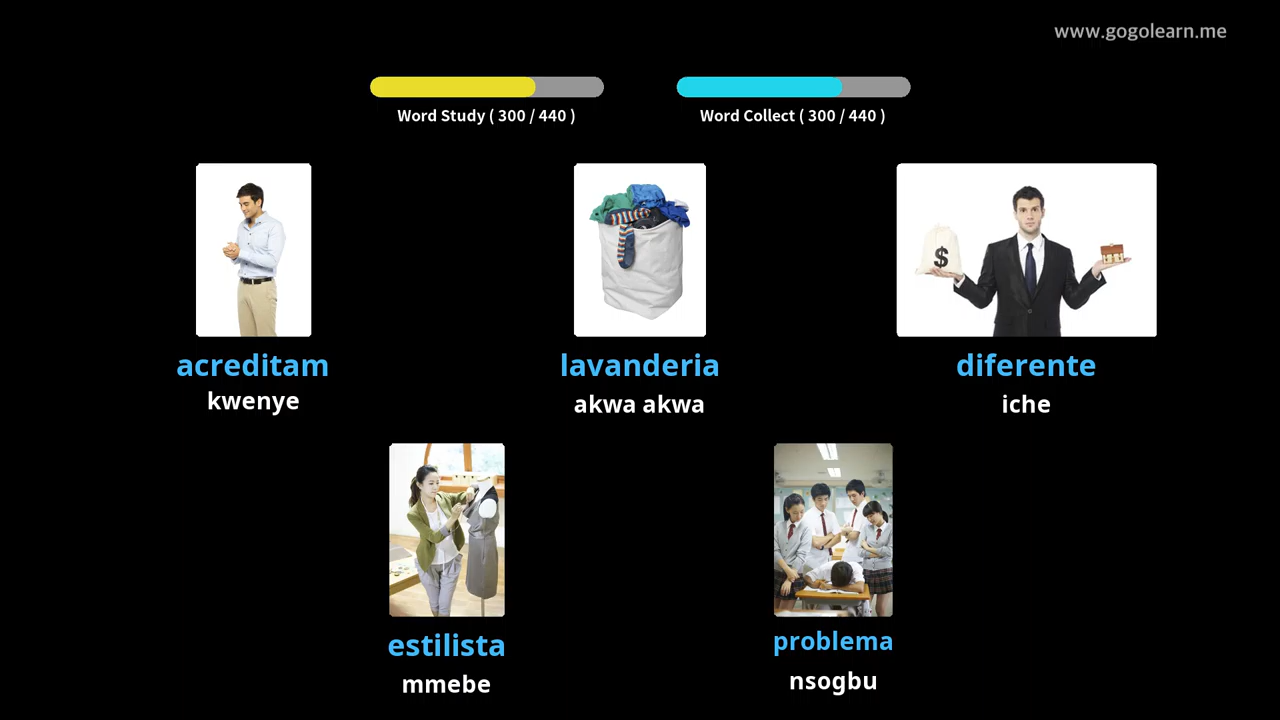 www.gogolearn.me
Word Study ( 300 / 440 )
Word Collect ( 300 / 440 )
$
acreditam
kwenye
lavanderia
akwa akwa
diferente
iche
estilista
mmebe
problema
nsogbu